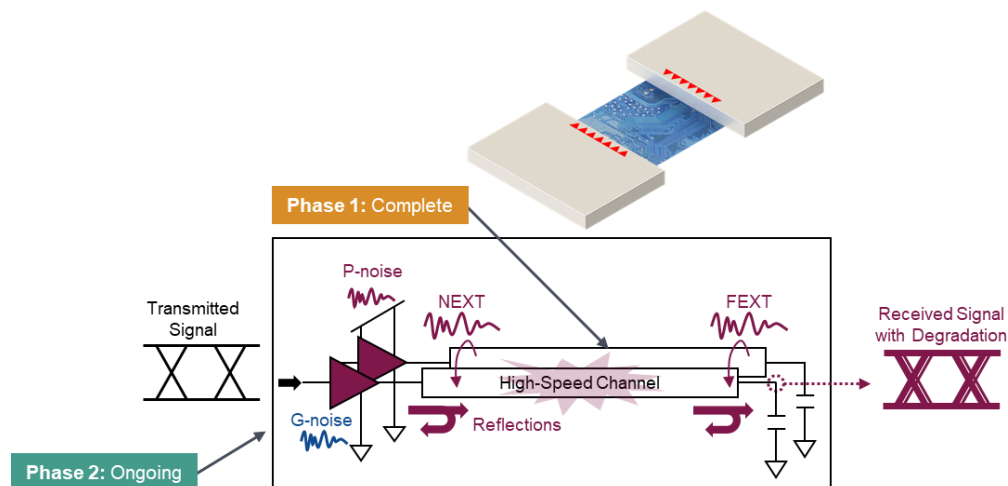 Phase 1: Complete
P-noise
NEXT
FEXT
Transmitted
Signal
Received Signal
with Degradation
High-Speed Channel
G-noise
Reflections
Phase 2: Ongoing